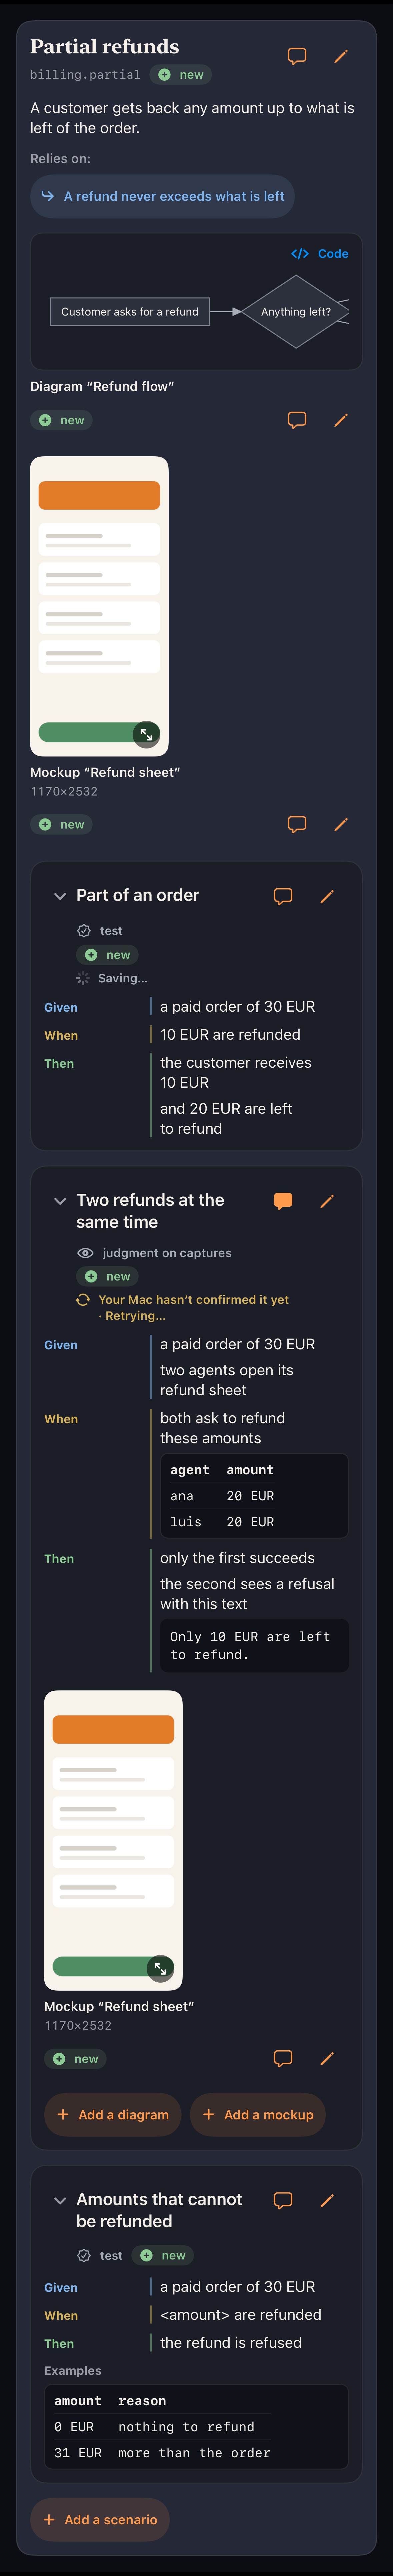 Partial refunds
billing.partial new
A customer gets back any amount up to what is
left of the order.
Relies on:
A refund never exceeds what is left
</> Code
Customer asks for a refund
Anything left?
Diagram “Refund flow”
new
Mockup “Refund sheet”
1170×2532
new
Part of an order
test
new
Saving...
Given a paid order of 30 EUR
When 10 EUR are refunded
Then the customer receives
10 EUR
and 20 EUR are left
to refund
Two refunds at the
same time
judgment on captures
new
Your Mac hasn’t confirmed it yet
· Retrying...
Given a paid order of 30 EUR
two agents open its
refund sheet
When both ask to refund
these amounts
agent amount
ana 20 EUR
luis 20 EUR
Then only the first succeeds
the second sees a refusal
with this text
Only 10 EUR are left
to refund.
Mockup “Refund sheet”
1170×2532
new
+ Add a diagram + Add a mockup
Amounts that cannot
be refunded
test new
Given a paid order of 30 EUR
When <amount> are refunded
Then the refund is refused
Examples
amount reason
0 EUR nothing to refund
31 EUR more than the order
+ Add a scenario